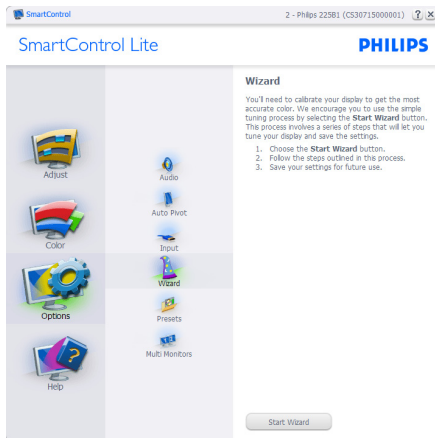 SmartControl
2 - Philips 225B1 (CS30715000001)
SmartControl Lite
PHILIPS
Adjust
Color
Options
Help
Audio
Auto Pivot
Input
Wizard
Presets
Multi Monitors
Wizard
You'll need to calibrate your display to get the most
accurate color. We encourage you to use the simple
tuning process by selecting the Start Wizard button.
This process involves a series of steps that will let you
tune your display and save the settings.
1. Choose the Start Wizard button.
2. Follow the steps outlined in this process.
3. Save your settings for future use.
Start Wizard